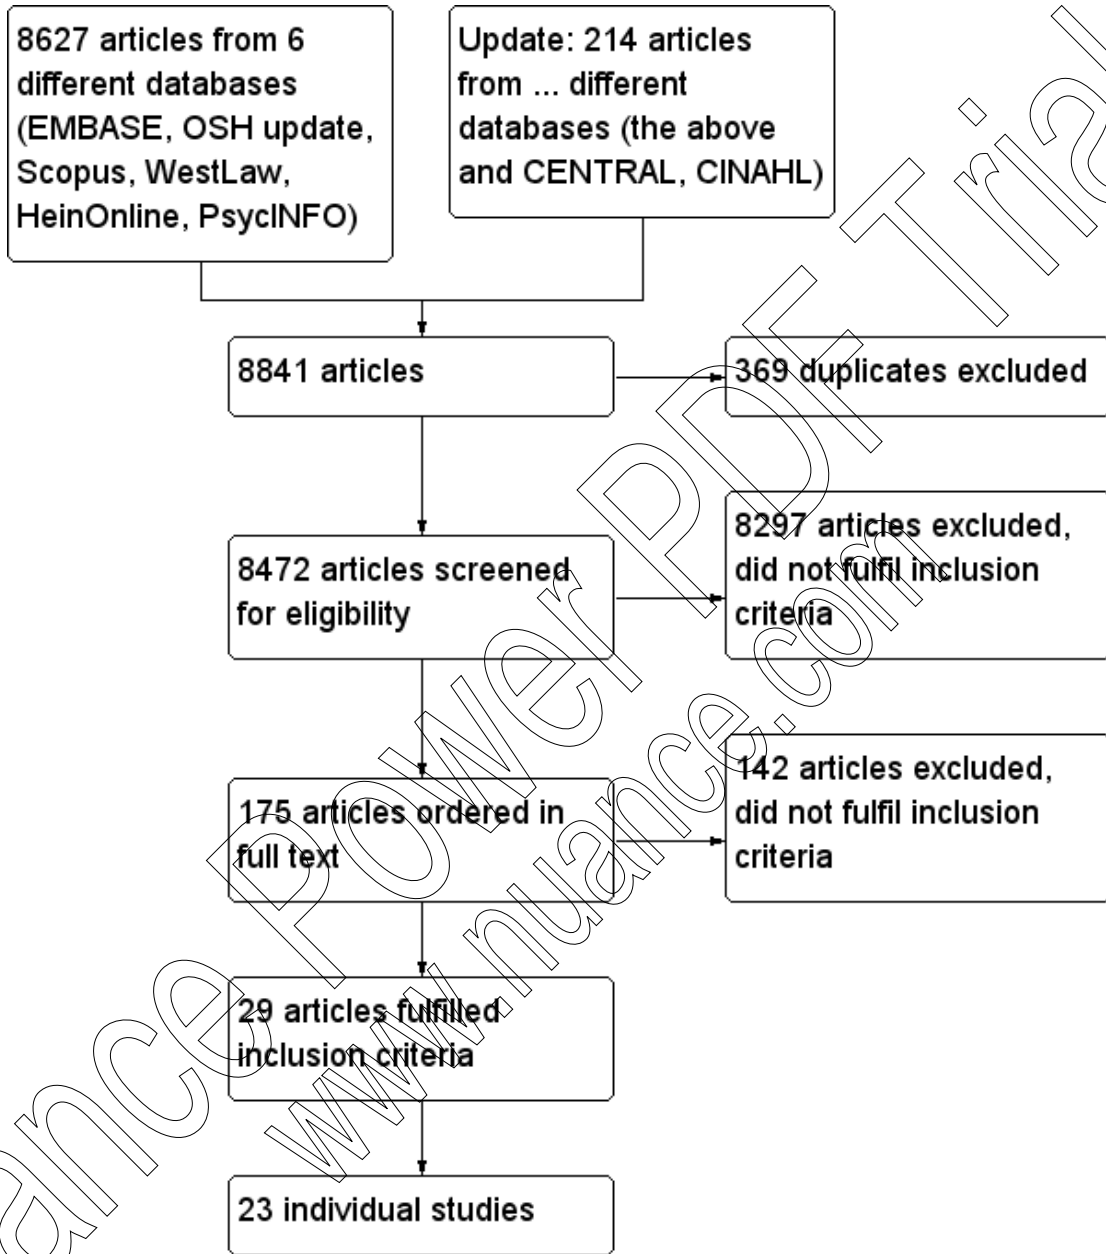 8627 articles from 6
different databases
(EMBASE, OSH update,
Scopus, WestLaw,
HeinOnline, PsycINFO)
Update: 214 articles
from ... different
databases (the above
and CENTRAL, CINAHL)
8841 articles
369 duplicates excluded
8472 articles screened
for eligibility
8297 articles excluded,
did not fulfil inclusion
criteria
175 articles ordered in
full text
142 articles excluded,
did not fulfil inclusion
criteria
29 articles fulfilled
inclusion criteria
23 individual studies
ance Power PDF Trial
www.nuance.com